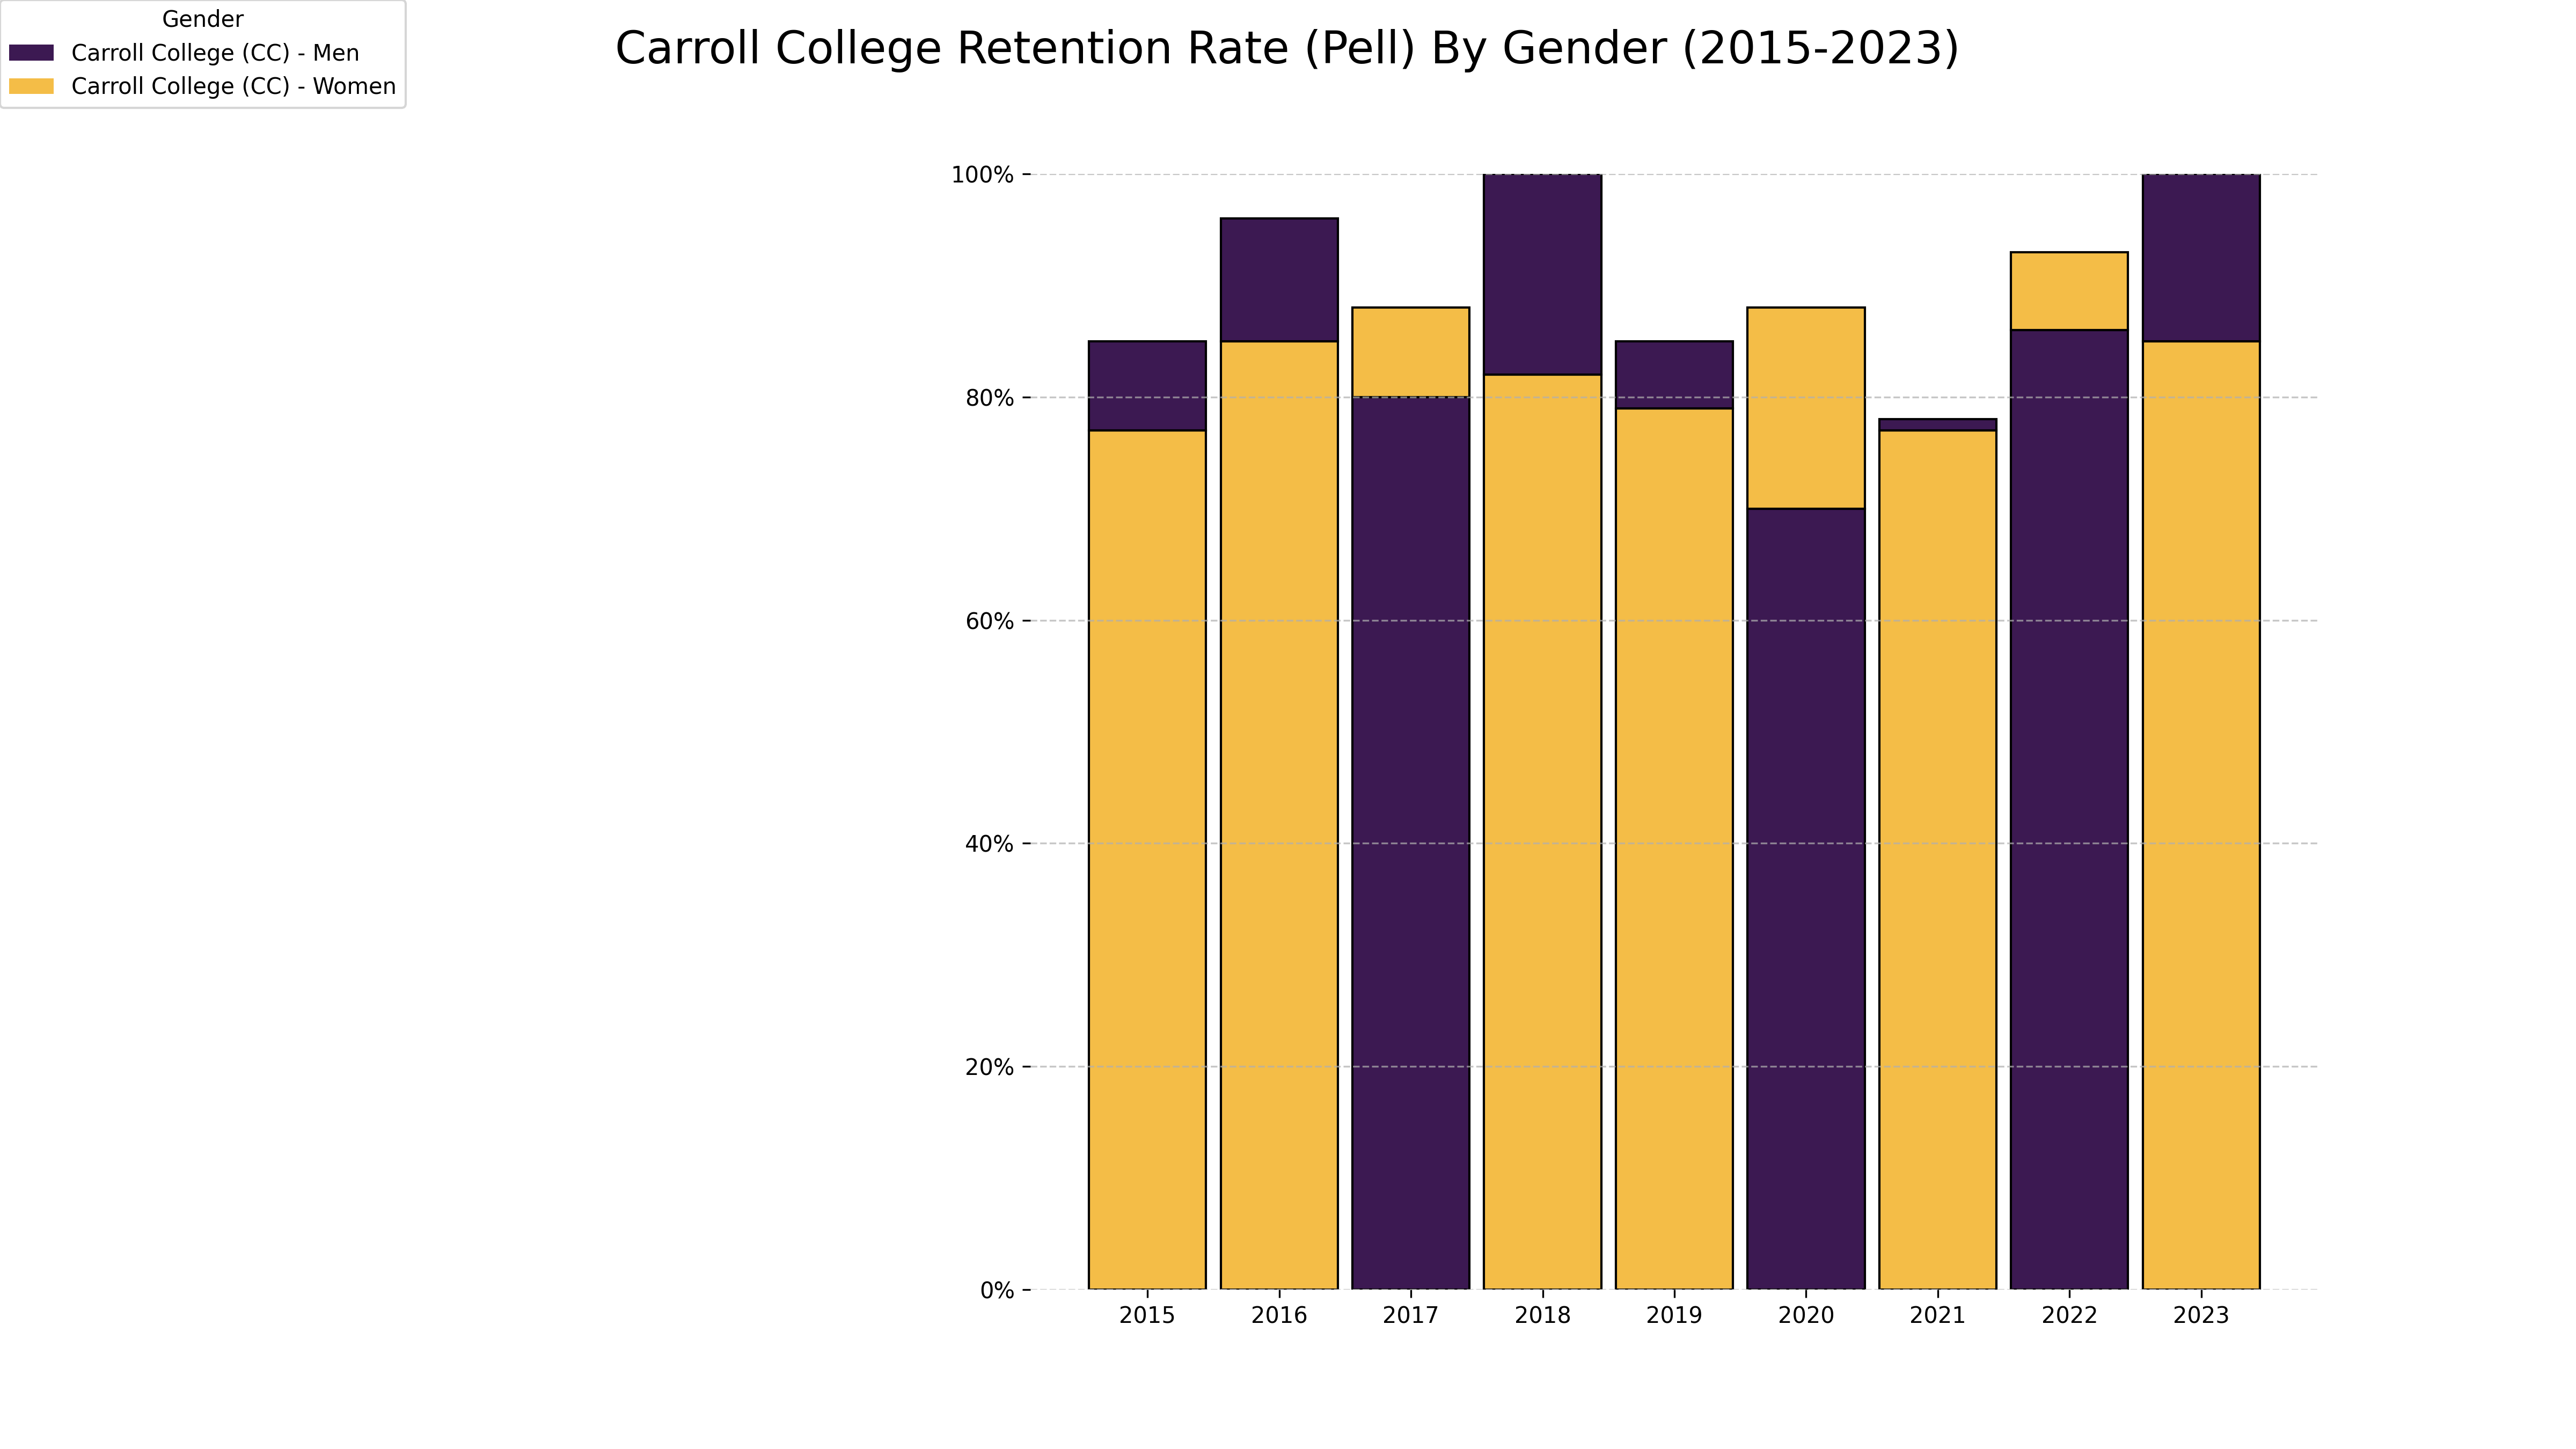 Gender
Carroll College (CC) - Men
Carroll College (CC) - Women
Carroll College Retention Rate (Pell) By Gender (2015-2023)
100%
80%
60%
40%
20%
0%
2015 2016 2017 2018 2019 2020 2021 2022 2023